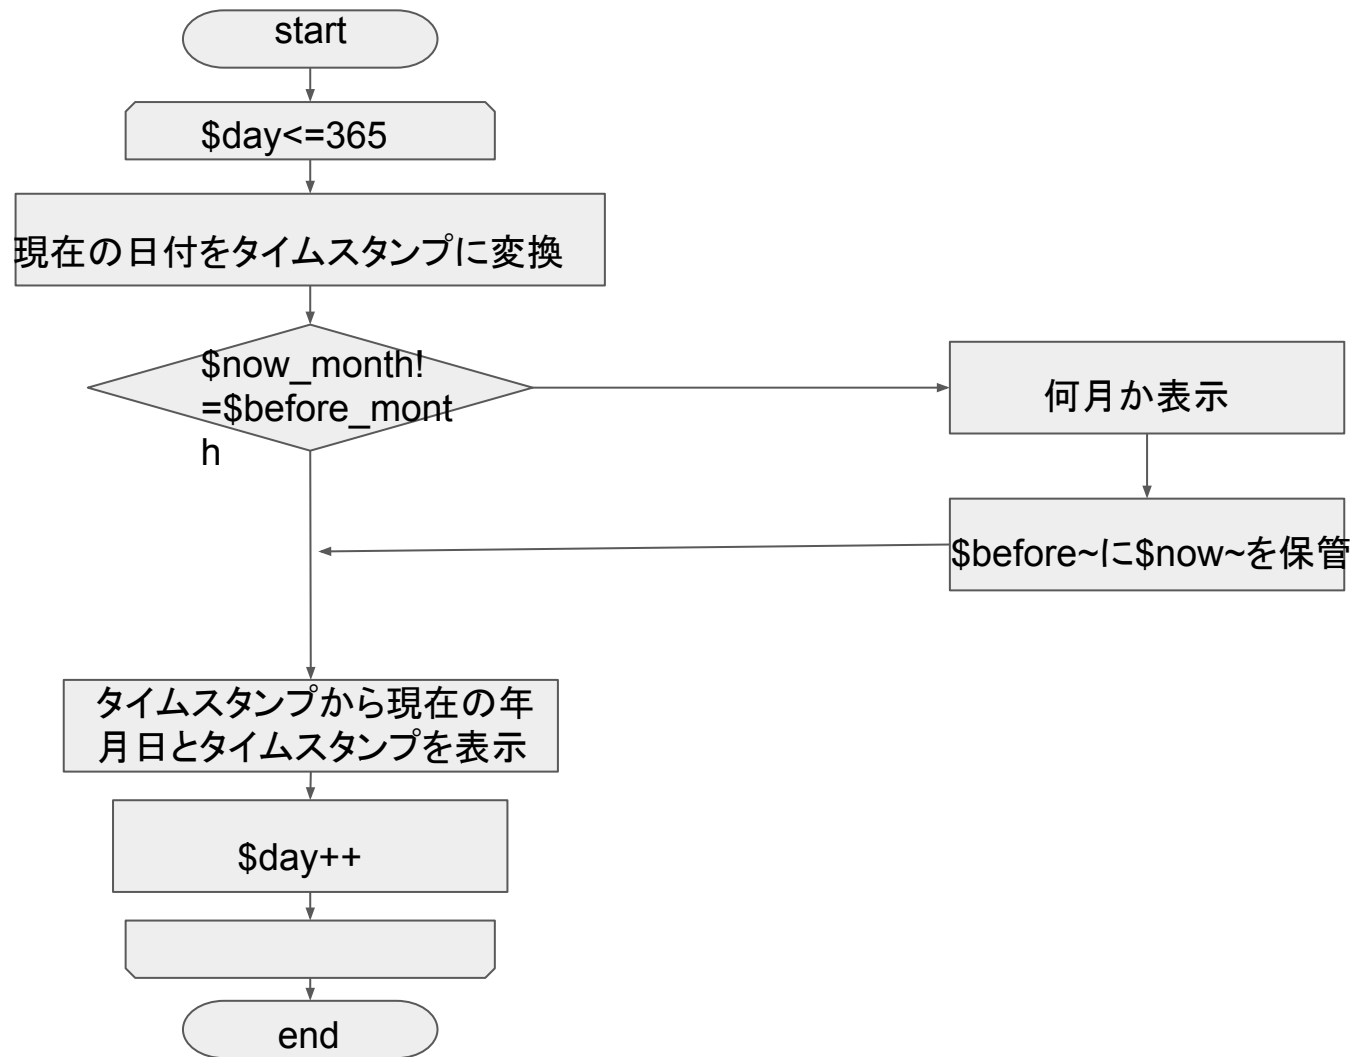 start
$day<=365
現在の日付をタイムスタンプに変換
$now_month!
=$before_mont
h
何月か表示
$before~に$now~を保管
タイムスタンプから現在の年
月日とタイムスタンプを表示
$day++
end